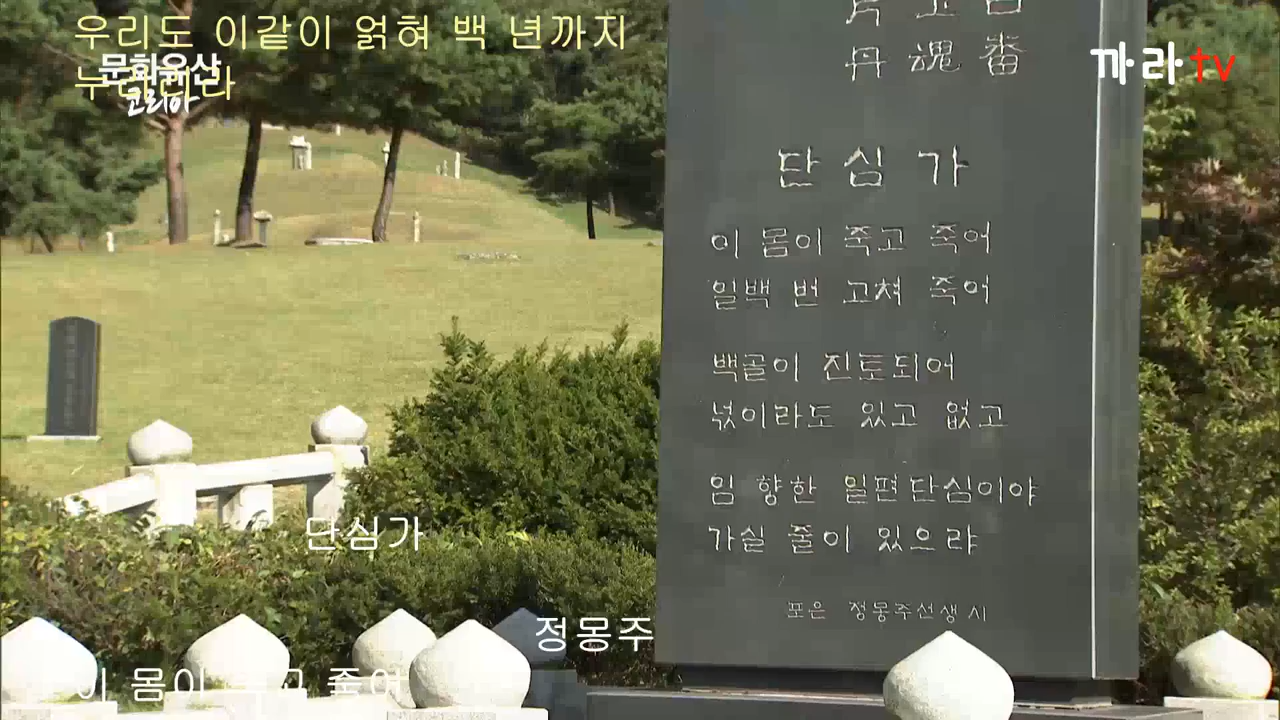 우리도 이같이 얽혀 백 년까지
누리리라
문화유산
코리아
까라tv
丹 魂 番
단 심 가
이 몸이 죽고 죽어
일백 번 고쳐 죽어
백골이 진토되어
넋이라도 있고 없고
임 향한 일편단심이야
가실 줄이 있으랴
포은 정몽주선생 시
단심가
정몽주
이 몸이 죽고 죽어